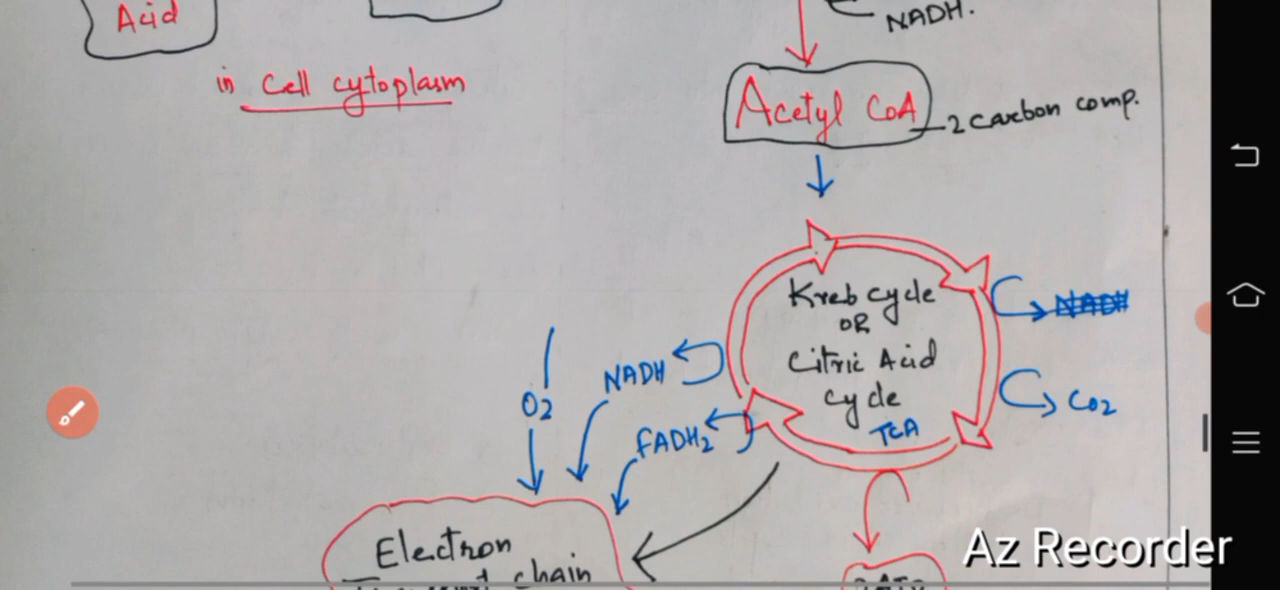 Acid
NADH.
in Cell cytoplasm
Acetyl CoA
2 Carbon comp.
Kreb cycle
OR
Citric Acid
cycle
TCA
NADH
CO2
O2
NADH
FADH2
Electron
chain
Az Recorder